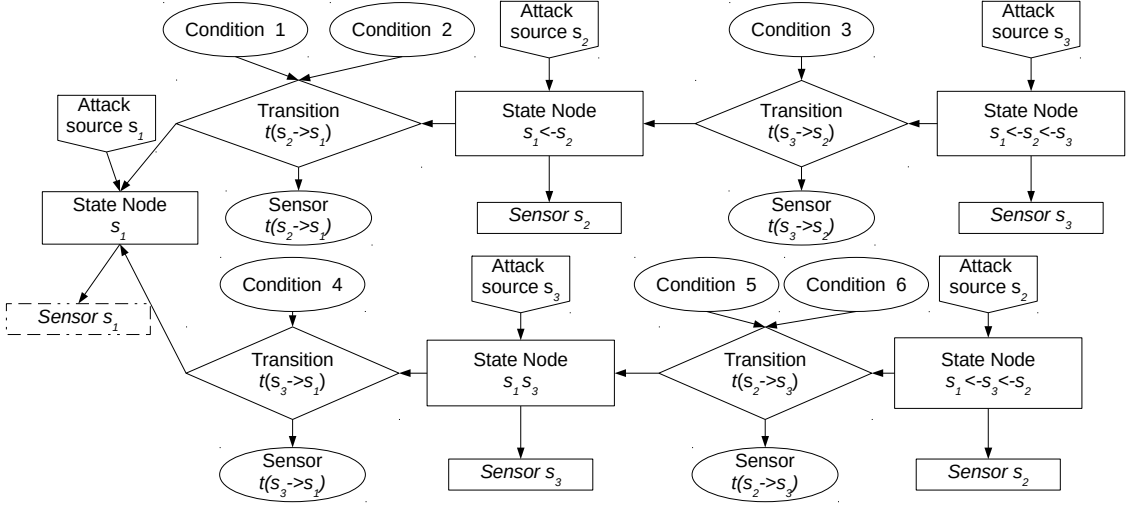 Condition 1
Condition 2
Attack
source s₂
Condition 3
Attack
source s₃
Attack
source s₁
Transition
t(s₂->s₁)
State Node
s₁<-s₂
Transition
t(s₃->s₂)
State Node
s₁<-s₂<-s₃
State Node
s₁
Sensor
t(s₂->s₁)
Sensor s₂
Sensor
t(s₃->s₂)
Sensor s₃
Sensor s₁
Condition 4
Attack
source s₃
Condition 5
Condition 6
Attack
source s₂
Transition
t(s₃->s₁)
State Node
s₁ s₃
Transition
t(s₂->s₃)
State Node
s₁<-s₃<-s₂
Sensor
t(s₃->s₁)
Sensor s₃
Sensor
t(s₂->s₃)
Sensor s₂